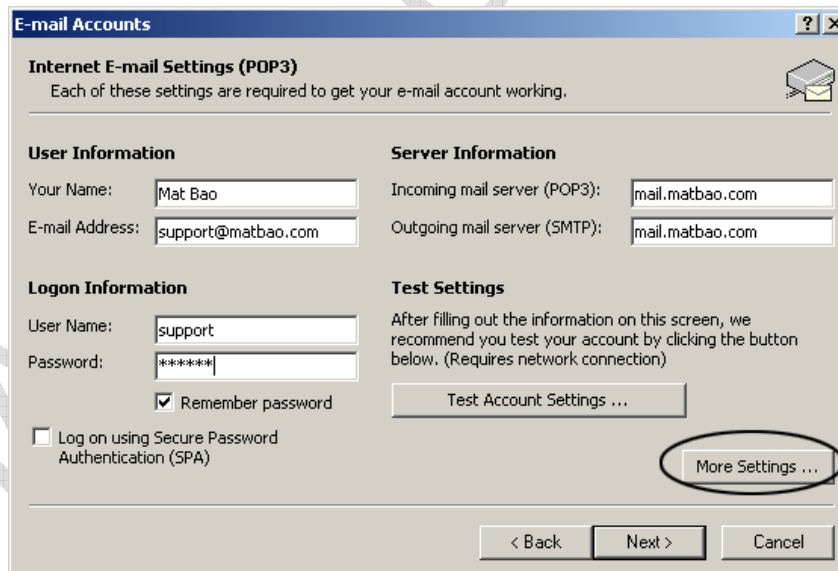 E-mail Accounts
Internet E-mail Settings (POP3)
Each of these settings are required to get your e-mail account working.
User Information
Your Name: Mat Bao
E-mail Address: support@matbao.com
Server Information
Incoming mail server (POP3): mail.matbao.com
Outgoing mail server (SMTP): mail.matbao.com
Logon Information
User Name: support
Password: ******
Remember password
Log on using Secure Password
Authentication (SPA)
Test Settings
After filling out the information on this screen, we
recommend you test your account by clicking the button
below. (Requires network connection)
Test Account Settings ...
More Settings ...
< Back
Next >
Cancel